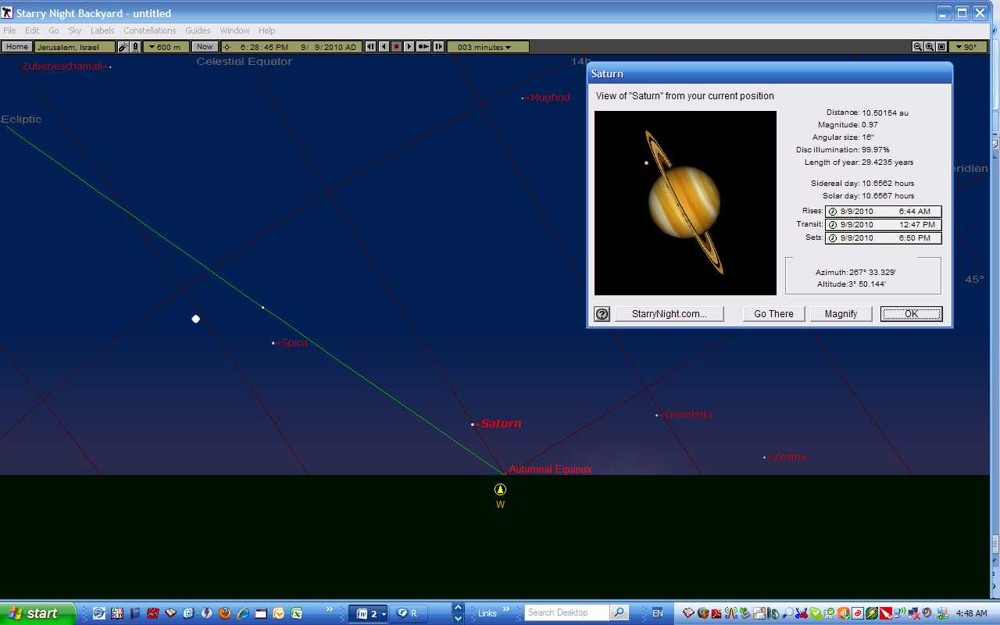 Starry Night Backyard - untitled
File Edit Go Sky Labels Constellations Guides Window Help
Home Jerusalem, Israel 600 m Now 6:28:45 PM 9/ 9/2010 AD 003 minutes 90°
Celestial Equator
14h
Zubeneschamali
Muphrid
Ecliptic
eridian
45°
Spica
Saturn
Denebola
Zosma
Autumnal Equinox
W
Saturn
View of "Saturn" from your current position
Distance: 10.50154 au
Magnitude: 0.97
Angular size: 16"
Disc illumination: 99.97%
Length of year: 29.4235 years
Sidereal day: 10.6562 hours
Solar day: 10.6567 hours
Rises: 9/9/2010 6:44 AM
Transit: 9/9/2010 12:47 PM
Sets: 9/9/2010 6:50 PM
Azimuth: 267° 33.329'
Altitude: 3° 50.144'
? StarryNight.com... Go There Magnify OK
start » W 2 R Links » Search Desktop EN 4:48 AM